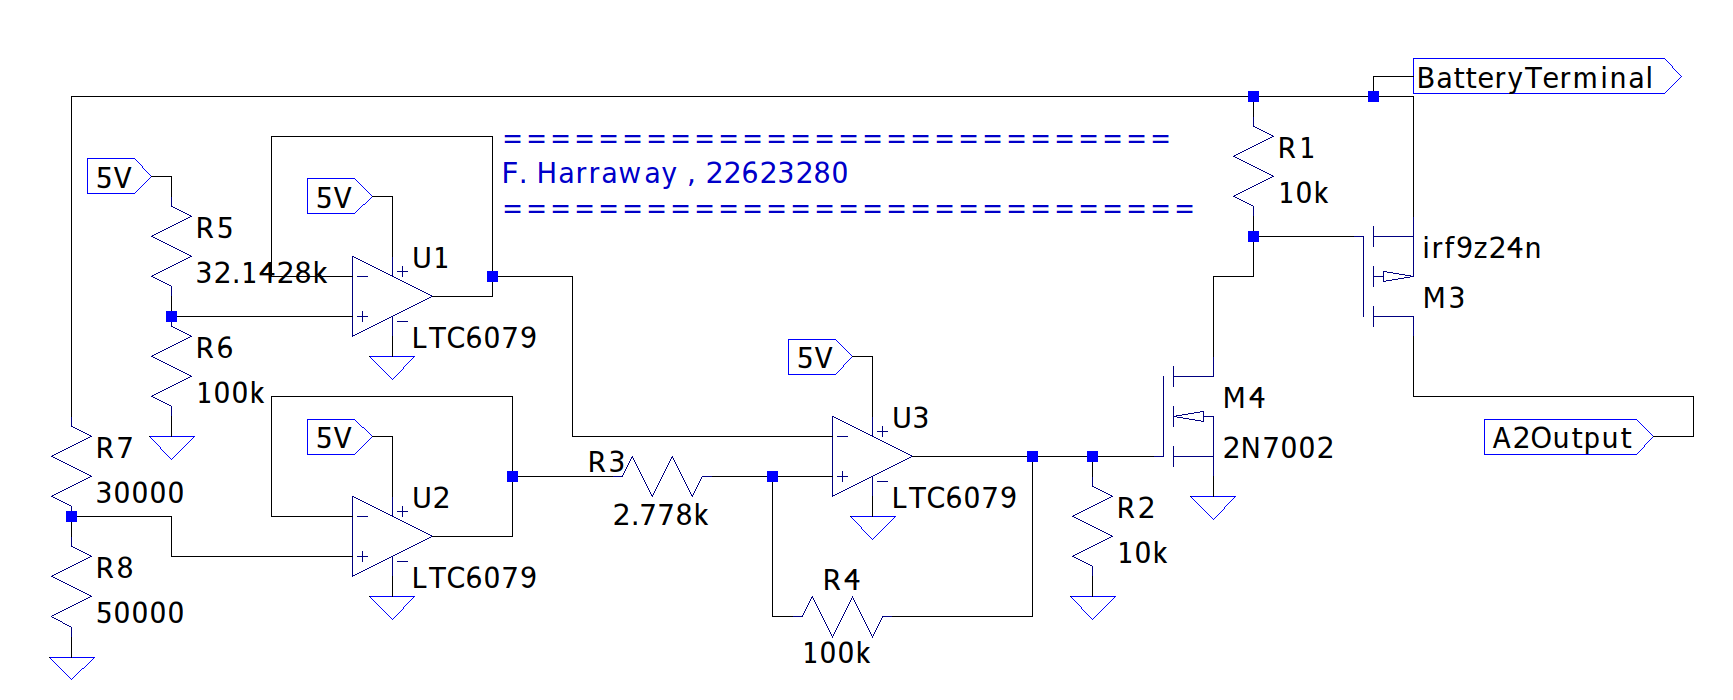 BatteryTerminal
============================
F. Harraway , 22623280
=============================
R1
10k
5V
5V
R5
32.1428k
U1
LTC6079
irf9z24n
M3
R6
100k
5V
U3
LTC6079
M4
2N7002
A2Output
5V
R7
30000
R3
2.778k
U2
LTC6079
R2
10k
R8
50000
R4
100k